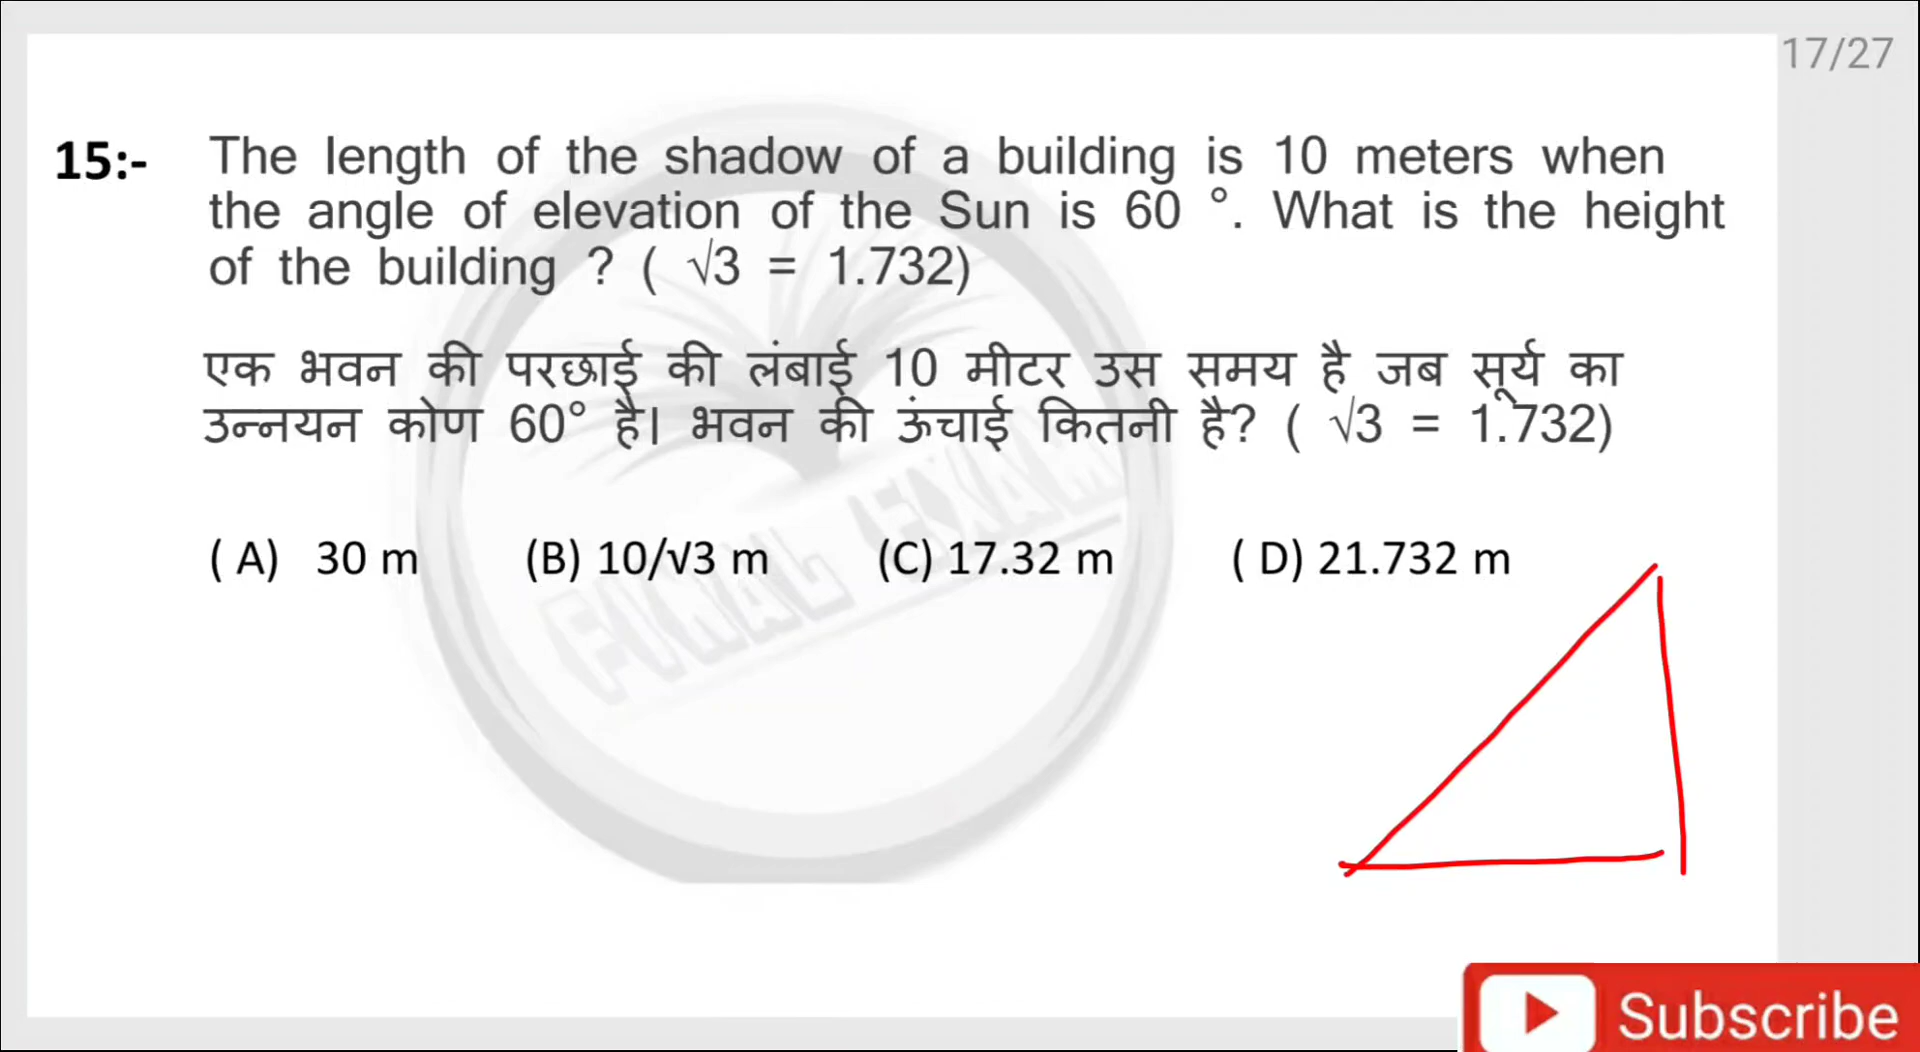 17/27
15:- The length of the shadow of a building is 10 meters when
the angle of elevation of the Sun is 60 °. What is the height
of the building ? ( √3 = 1.732)
एक भवन की परछाई की लंबाई 10 मीटर उस समय है जब सूर्य का
उन्नयन कोण 60° है। भवन की ऊंचाई कितनी है? ( √3 = 1.732)
( A) 30 m (B) 10/√3 m (C) 17.32 m ( D) 21.732 m
FINAL EXAM
Subscribe